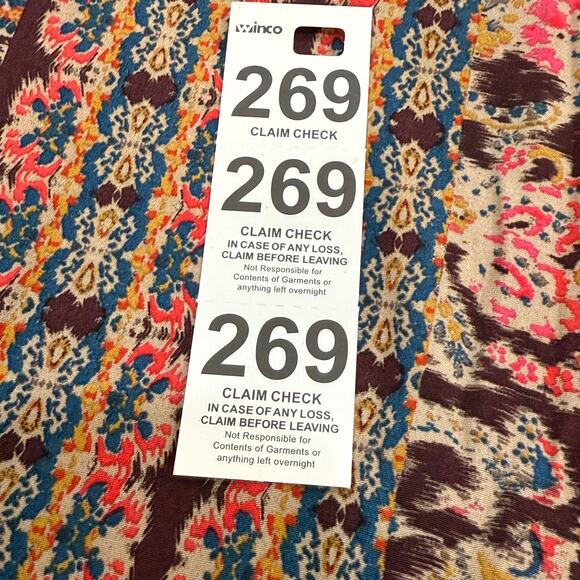 Winco
269
CLAIM CHECK
269
CLAIM CHECK
IN CASE OF ANY LOSS,
CLAIM BEFORE LEAVING
Not Responsible for
Contents of Garments or
anything left overnight
269
CLAIM CHECK
IN CASE OF ANY LOSS,
CLAIM BEFORE LEAVING
Not Responsible for
Contents of Garments or
anything left overnight